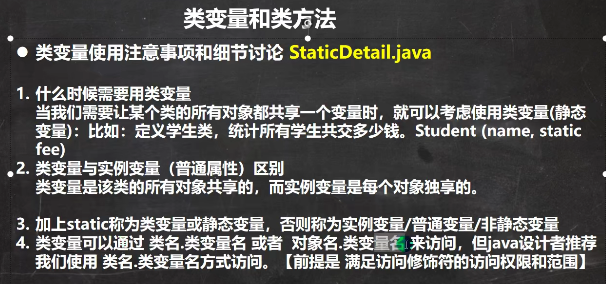 类变量和类方法
● 类变量使用注意事项和细节讨论 StaticDetail.java
1. 什么时候需要用类变量
当我们需要让某个类的所有对象都共享一个变量时，就可以考虑使用类变量(静态
变量)：比如：定义学生类，统计所有学生共交多少钱。Student (name, static
fee)
2. 类变量与实例变量（普通属性）区别
类变量是该类的所有对象共享的，而实例变量是每个对象独享的。
3. 加上static称为类变量或静态变量，否则称为实例变量/普通变量/非静态变量
4. 类变量可以通过 类名.类变量名 或者 对象名.类变量名 来访问，但java设计者推荐
我们使用 类名.类变量名方式访问。【前提是 满足访问修饰符的访问权限和范围】